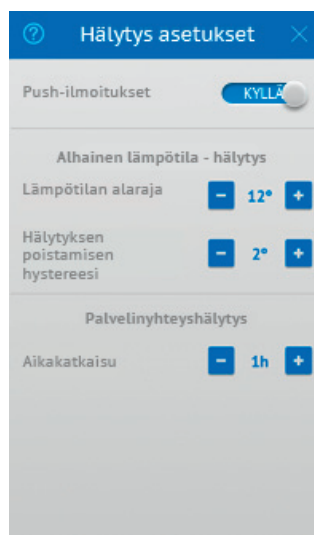 ? Hälytys asetukset ×
Push-ilmoitukset KYLLÄ
Alhainen lämpötila - hälytys
Lämpötilan alaraja - 12° +
Hälytyksen
poistamisen - 2° +
hystereesi
Palvelinyhteyshälytys
Aikakatkaisu - 1h +